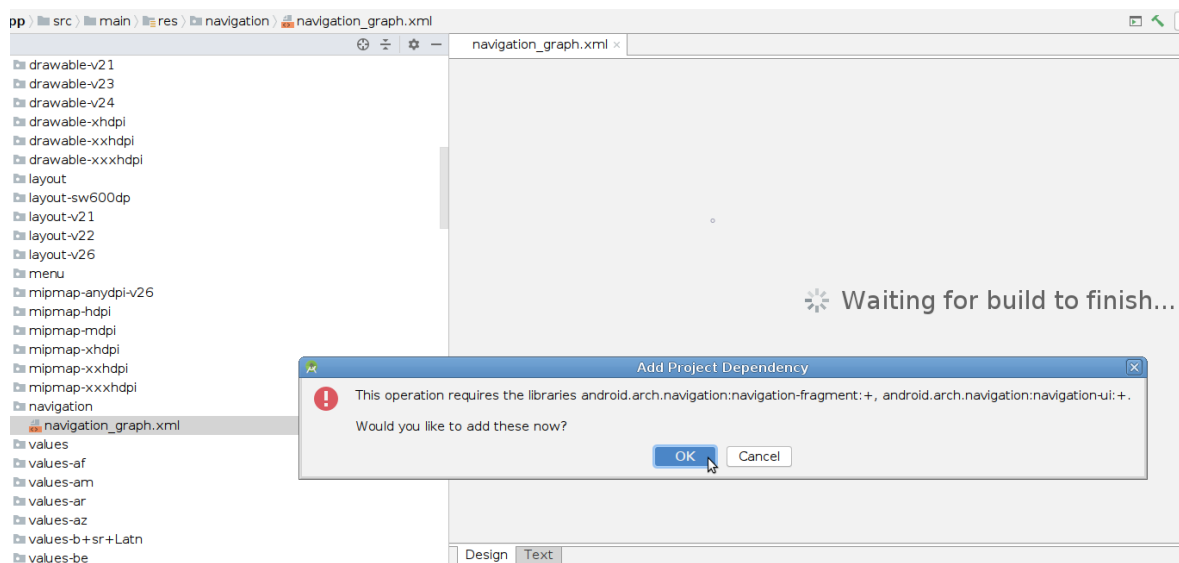 pp src main res navigation navigation_graph.xml
navigation_graph.xml
drawable-v21
drawable-v23
drawable-v24
drawable-xhdpi
drawable-xxhdpi
drawable-xxxhdpi
layout
layout-sw600dp
layout-v21
layout-v22
layout-v26
menu
mipmap-anydpi-v26
mipmap-hdpi
mipmap-mdpi
mipmap-xhdpi
mipmap-xxhdpi
mipmap-xxxhdpi
navigation
navigation_graph.xml
values
values-af
values-am
values-ar
values-az
values-b+sr+Latn
values-be
Waiting for build to finish...
Add Project Dependency
This operation requires the libraries android.arch.navigation:navigation-fragment:+, android.arch.navigation:navigation-ui:+.
Would you like to add these now?
OK Cancel
Design Text